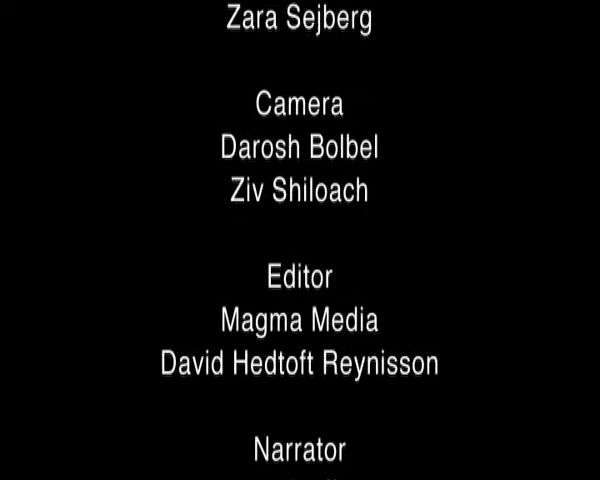 Zara Sejberg
Camera
Darosh Bolbel
Ziv Shiloach
Editor
Magma Media
David Hedtoft Reynisson
Narrator